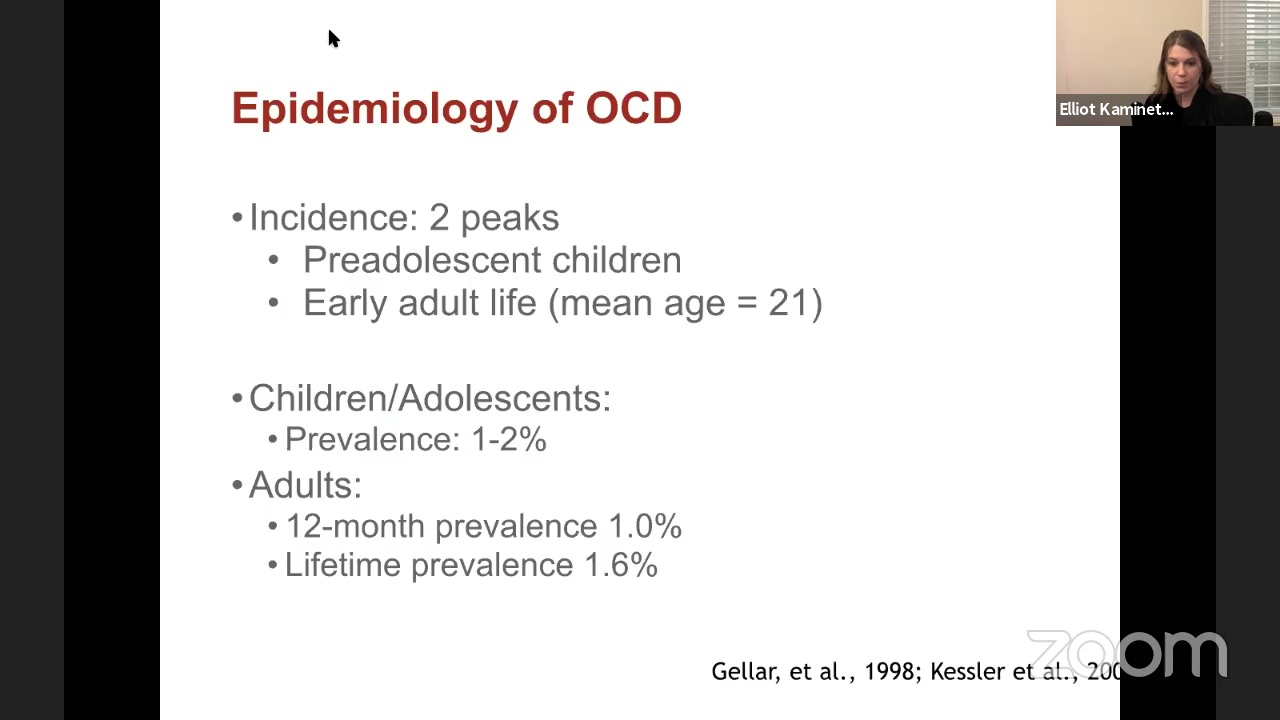 Epidemiology of OCD
Elliot Kaminet...
•Incidence: 2 peaks
• Preadolescent children
• Early adult life (mean age = 21)
•Children/Adolescents:
•Prevalence: 1-2%
•Adults:
•12-month prevalence 1.0%
•Lifetime prevalence 1.6%
zoom
Gellar, et al., 1998; Kessler et al.,